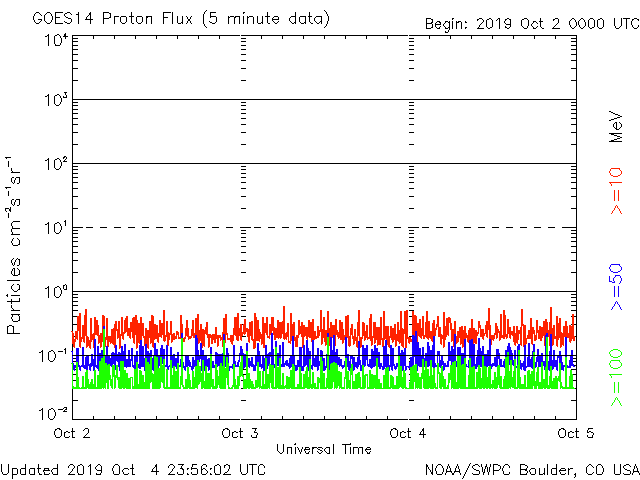 GOES14 Proton Flux (5 minute data)
Begin: 2019 Oct 2 0000 UTC
10⁴
10³
10²
10¹
10⁰
10⁻¹
10⁻²
Particles cm⁻²s⁻¹sr⁻¹
MeV
>=10
>=50
>=100
Oct 2
Oct 3
Oct 4
Oct 5
Universal Time
Updated 2019 Oct 4 23:56:02 UTC
NOAA/SWPC Boulder, CO USA